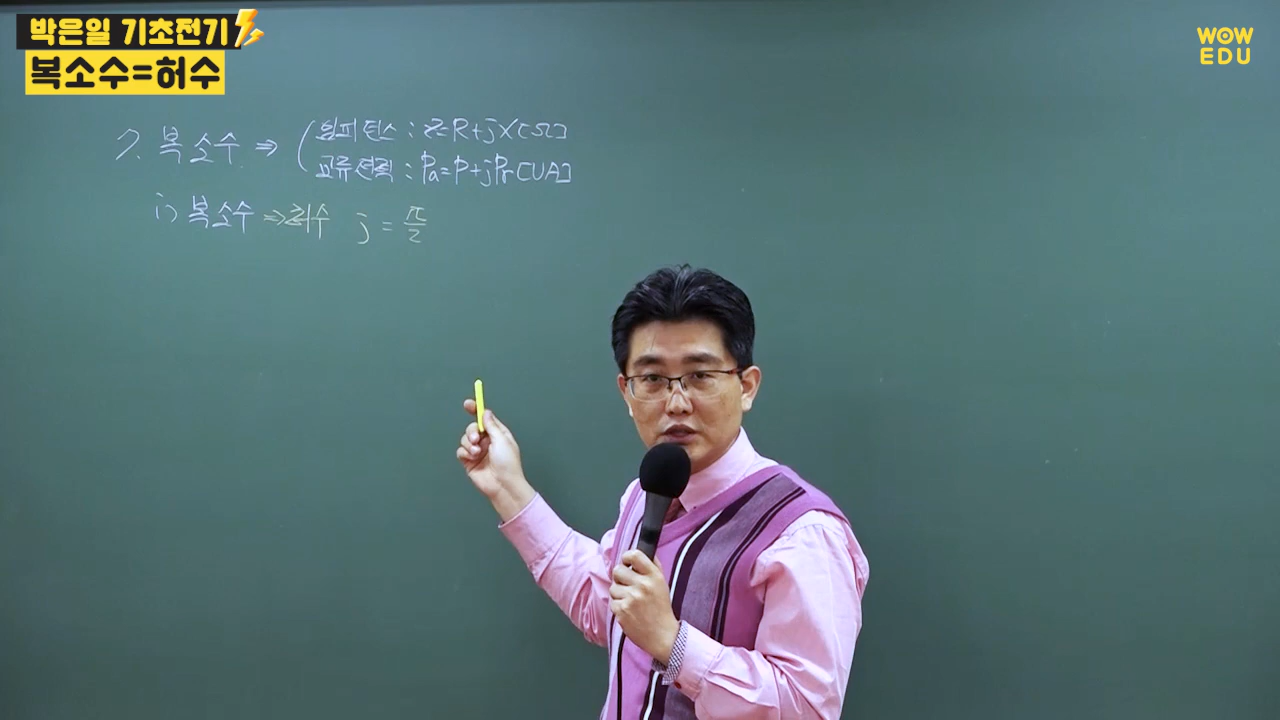 박은일 기초전기
복소수=허수
WOW
EDU
7. 복소수 ⇒ ( 임피던스 : Z=R+jX[Ω]
교류전력 : Pa=P+jPr[VA]
i) 복소수 ⇒ 허수 j = π/2